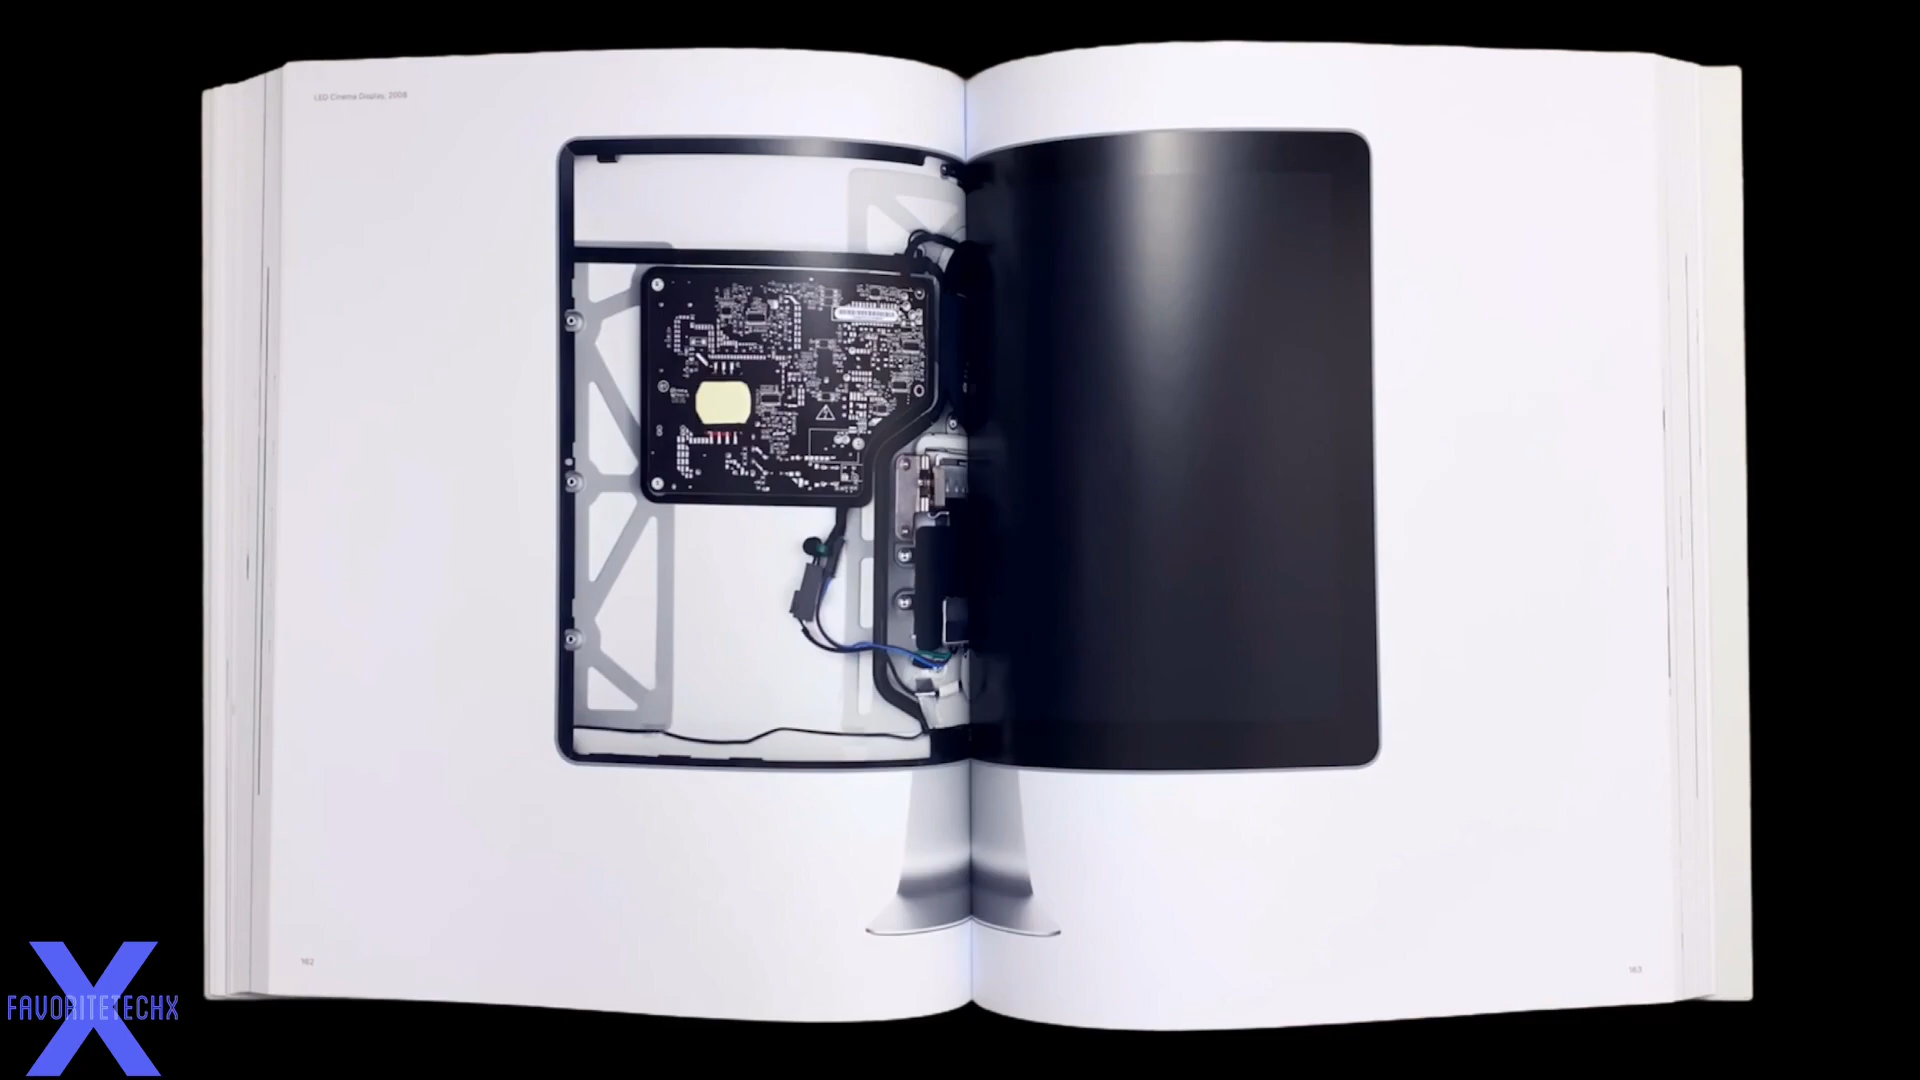 LED Cinema Display, 2008
162
163
X
FAVORITETECHX